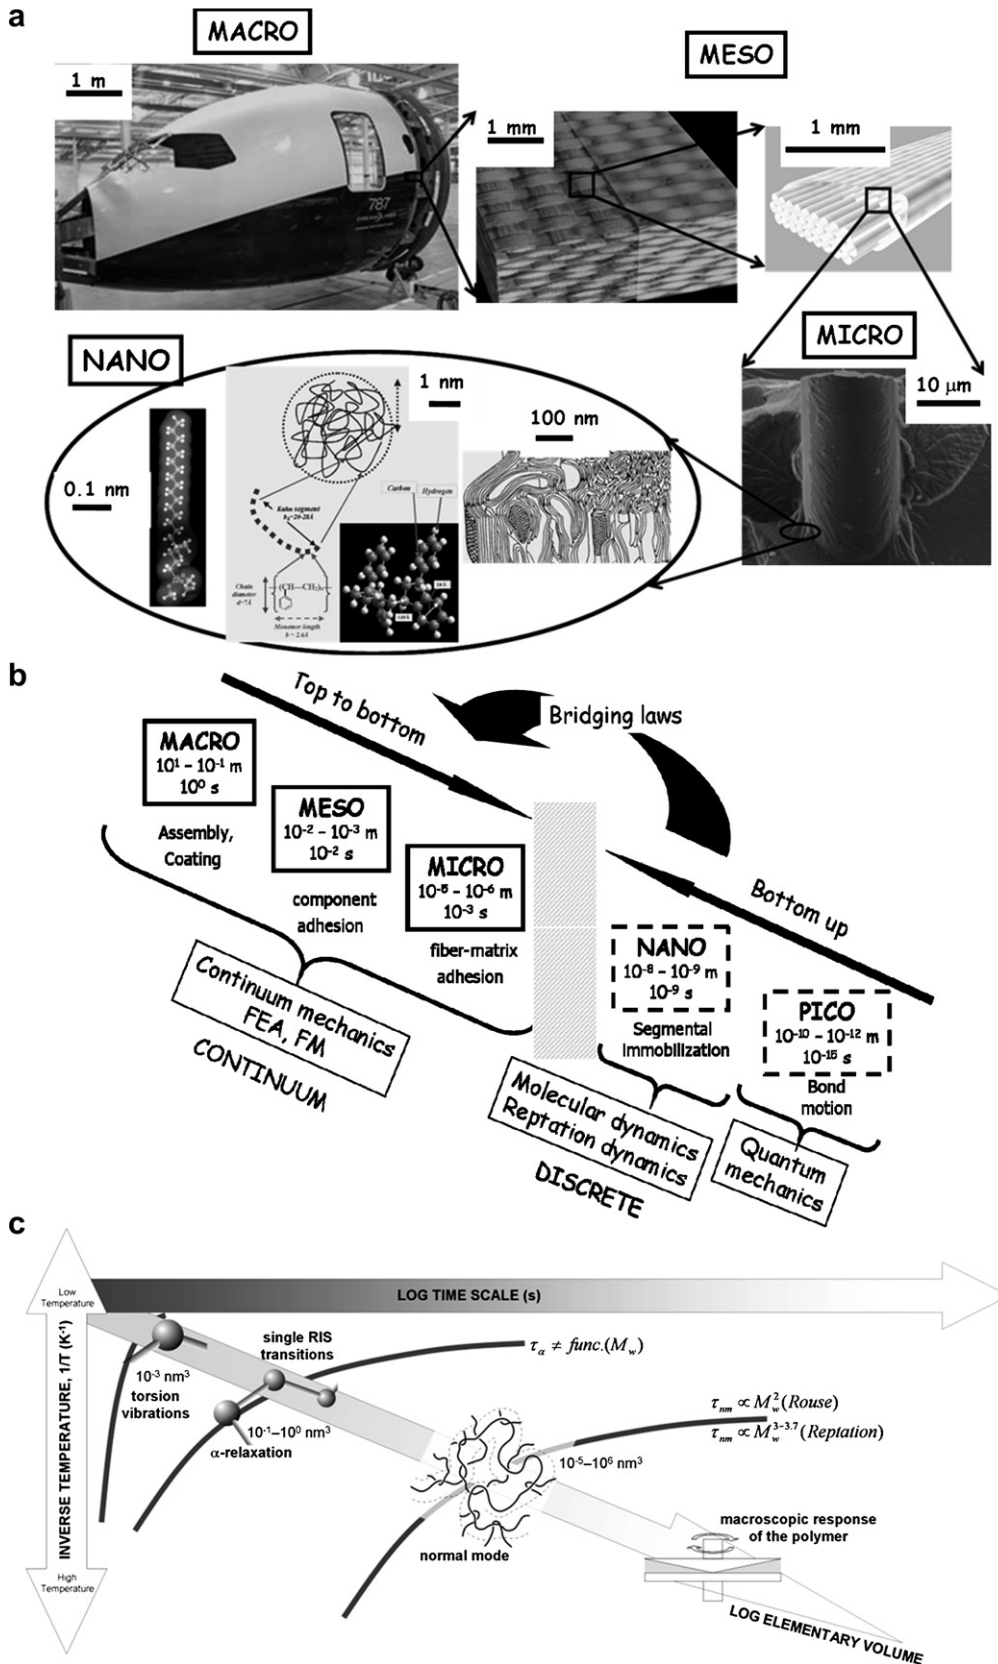 a
MACRO
MESO
1 m
1 mm
1 mm
787
NANO
MICRO
1 nm
10 μm
100 nm
0.1 nm
Carbon
Hydrogen
Kuhn segment
Chain
diameter
d=7Å
(CH—CH₂)
Monomer length
b = 2.6Å
b
Top to bottom
Bridging laws
MACRO
10¹ – 10⁻¹ m
10⁰ s
MESO
10⁻² – 10⁻³ m
10⁻² s
Assembly,
Coating
MICRO
10⁻⁵ – 10⁻⁶ m
10⁻³ s
Bottom up
component
adhesion
fiber-matrix
adhesion
NANO
10⁻⁸ – 10⁻⁹ m
10⁻⁹ s
PICO
10⁻¹⁰ – 10⁻¹² m
10⁻¹⁵ s
Continuum mechanics
FEA, FM
CONTINUUM
Segmental
immobilization
Bond
motion
Molecular dynamics
Reptation dynamics
DISCRETE
Quantum
mechanics
c
Low
Temperature
LOG TIME SCALE (s)
INVERSE TEMPERATURE, 1/T (K⁻¹)
High
Temperature
single RIS
transitions
τα ≠ func.(Mw)
10⁻³ nm³
torsion
vibrations
10⁻¹–10⁰ nm³
α-relaxation
τnm ∝ Mw² (Rouse)
τnm ∝ Mw³⁻³·⁷ (Reptation)
10⁻⁵–10⁶ nm³
normal mode
macroscopic response
of the polymer
LOG ELEMENTARY VOLUME